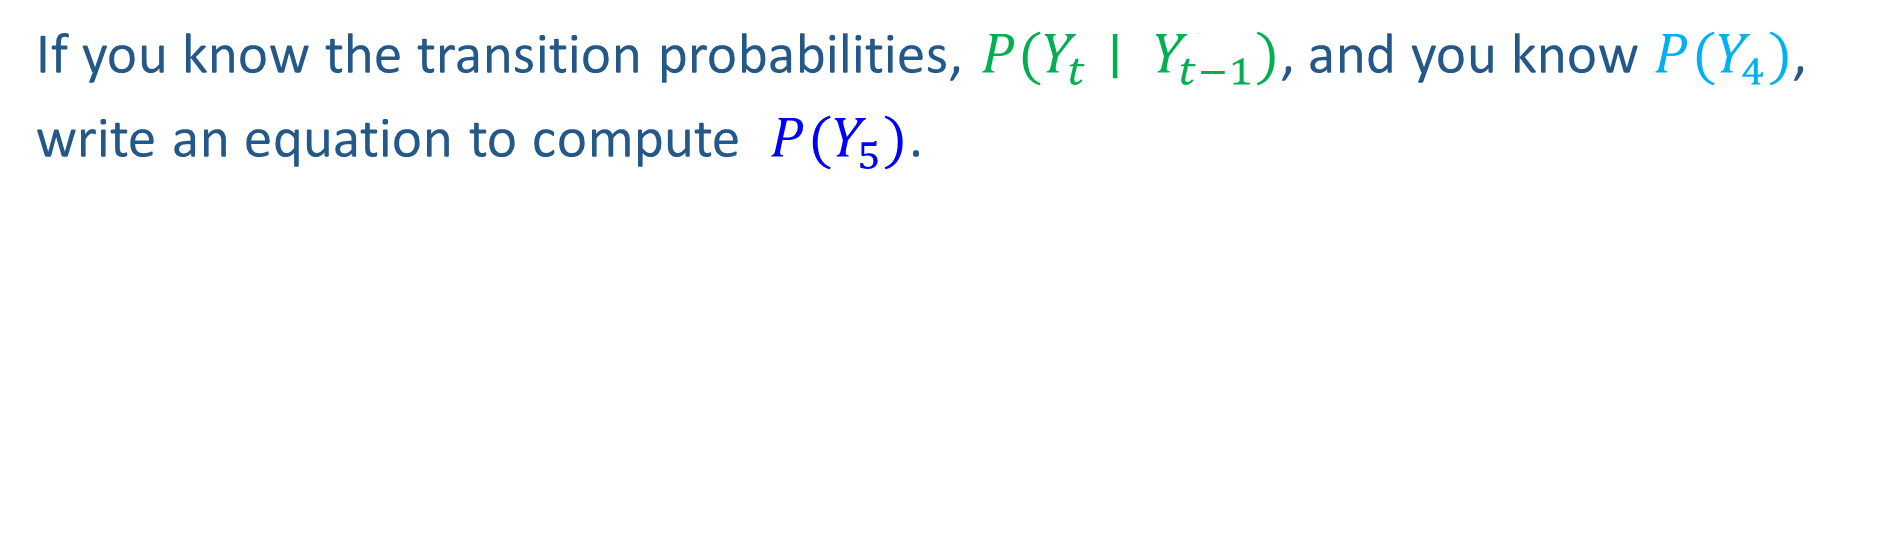 If you know the transition probabilities, P(Y_t | Y_{t−1}), and you know P(Y_4),
write an equation to compute P(Y_5).